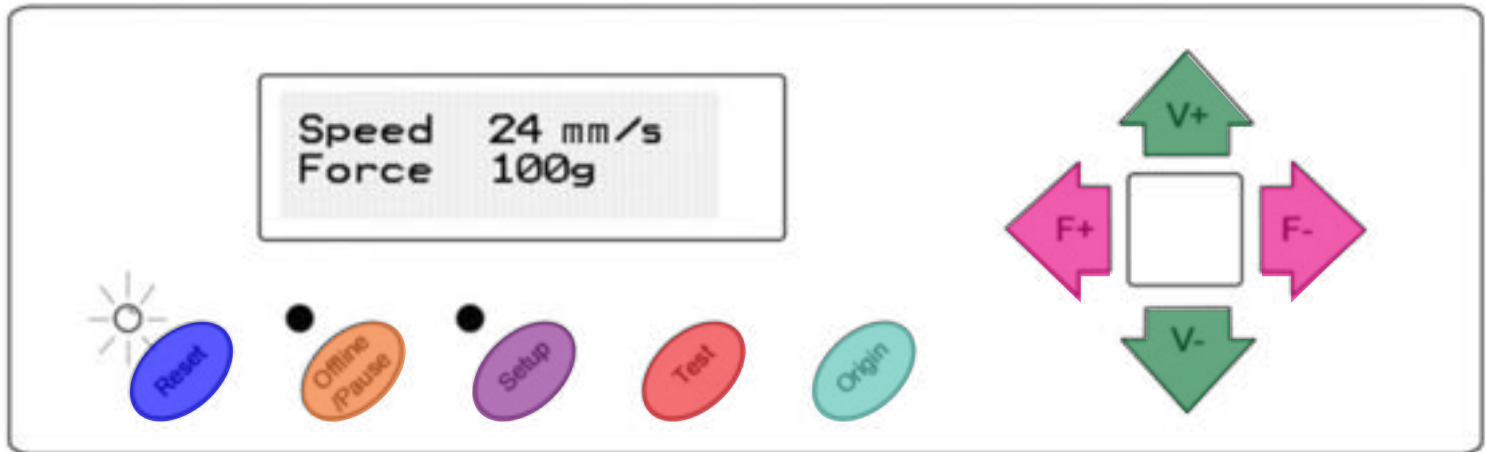 Speed 24 mm/s
Force 100g
V+
F+
F-
V-
Reset
Offline
/Pause
Setup
Test
Origin